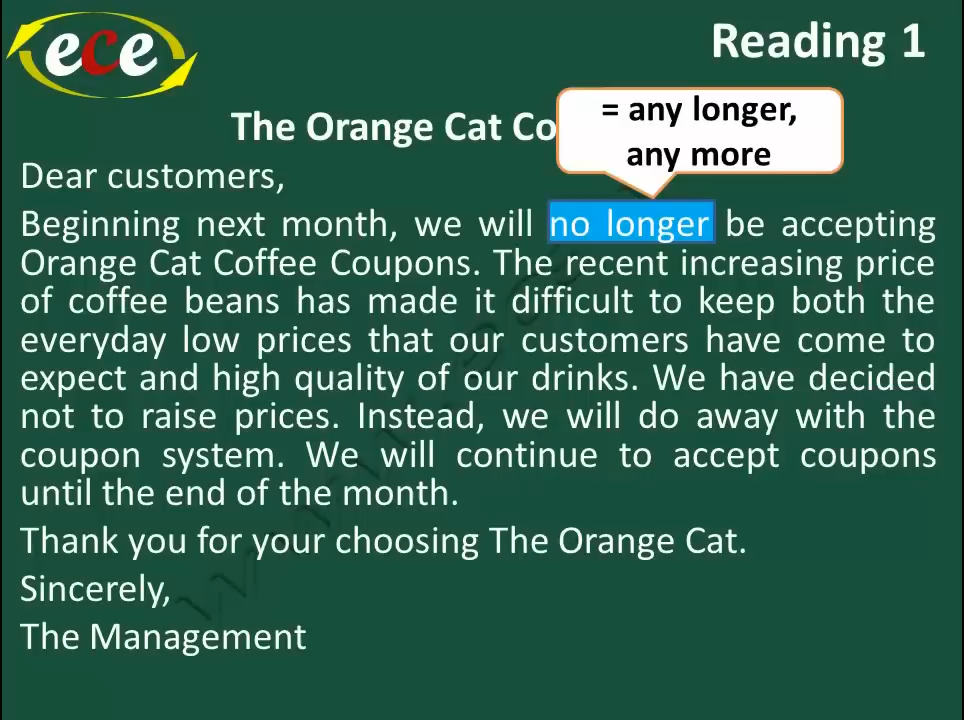 ece
Reading 1
The Orange Cat Co
= any longer,
any more
Dear customers,
Beginning next month, we will no longer be accepting
Orange Cat Coffee Coupons. The recent increasing price
of coffee beans has made it difficult to keep both the
everyday low prices that our customers have come to
expect and high quality of our drinks. We have decided
not to raise prices. Instead, we will do away with the
coupon system. We will continue to accept coupons
until the end of the month.
Thank you for your choosing The Orange Cat.
Sincerely,
The Management